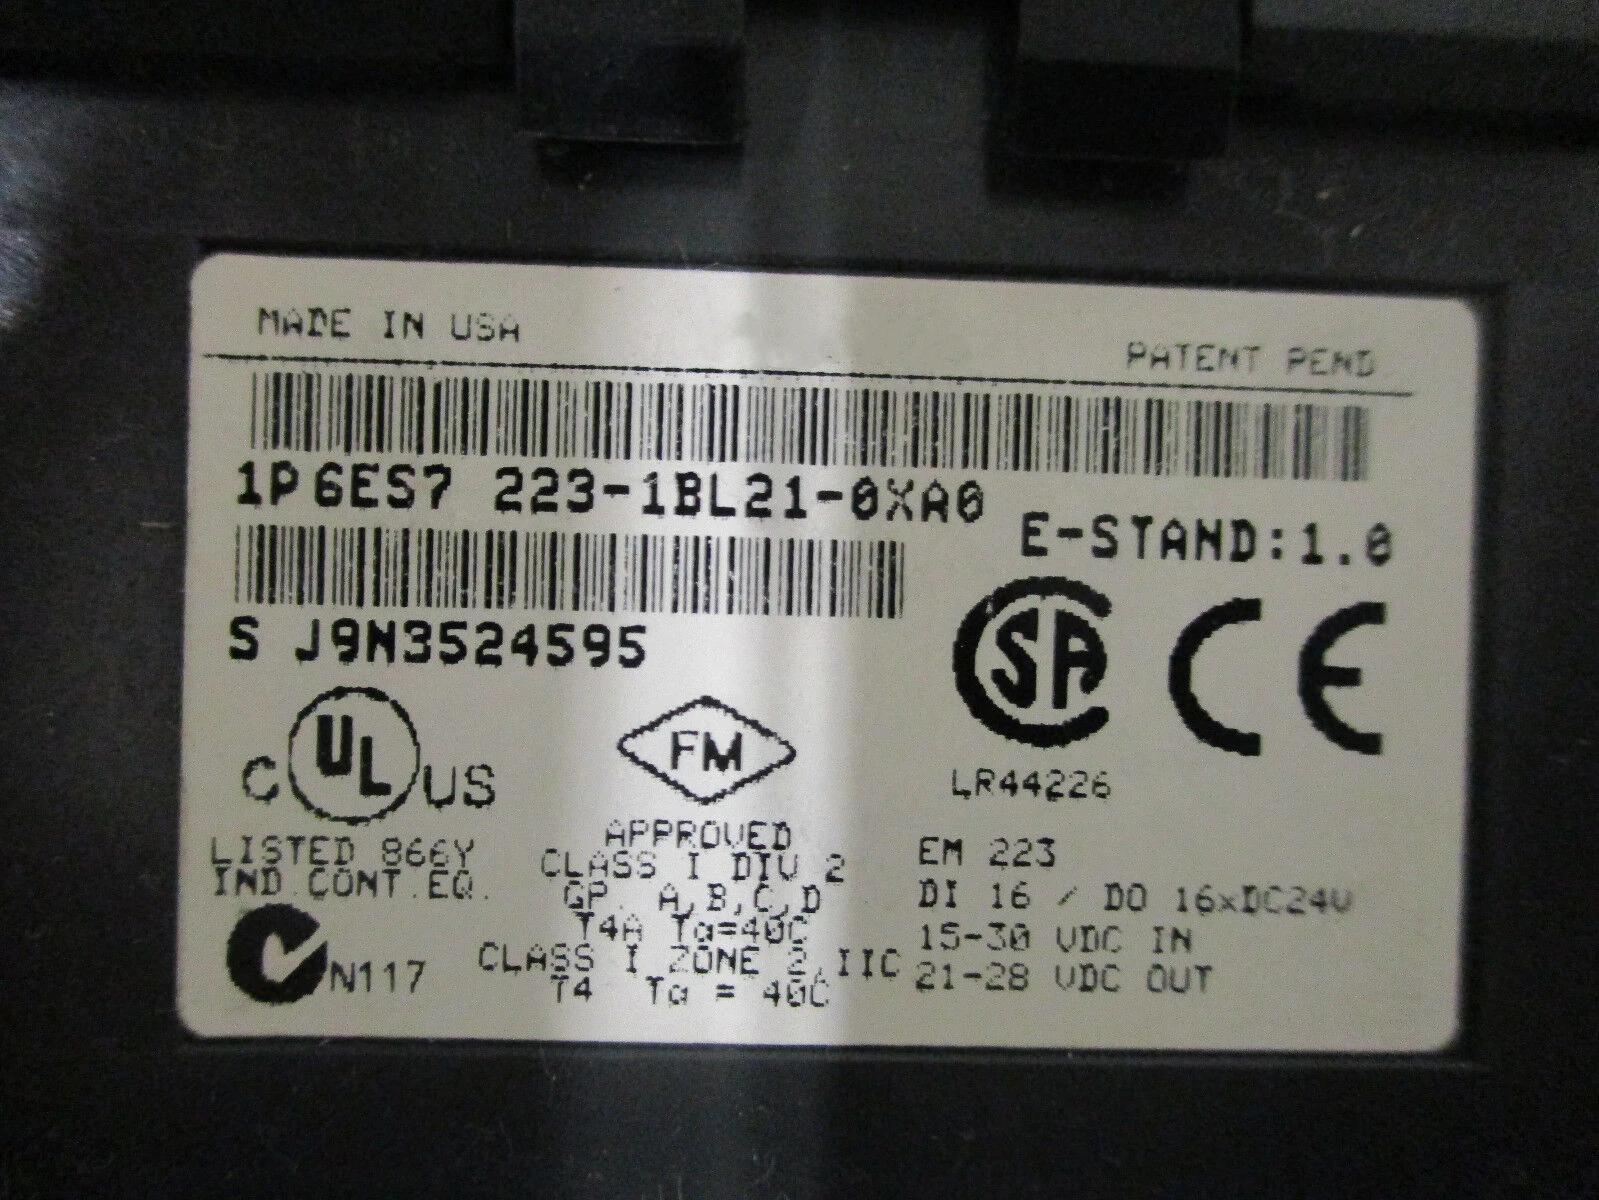 MADE IN USA
PATENT PEND
1P 6ES7 223-1BL21-0XA0
E-STAND:1.0
S J9N3524595
SA
CE
C UL US
FM
LR44226
LISTED 866Y
IND.CONT.EQ.
APPROVED
CLASS I DIV 2
GP. A,B,C,D
T4A Ta=40C
CLASS I ZONE 2,IIC
T4 Ta = 40C
N117
EM 223
DI 16 / DO 16xDC24V
15-30 VDC IN
21-28 VDC OUT